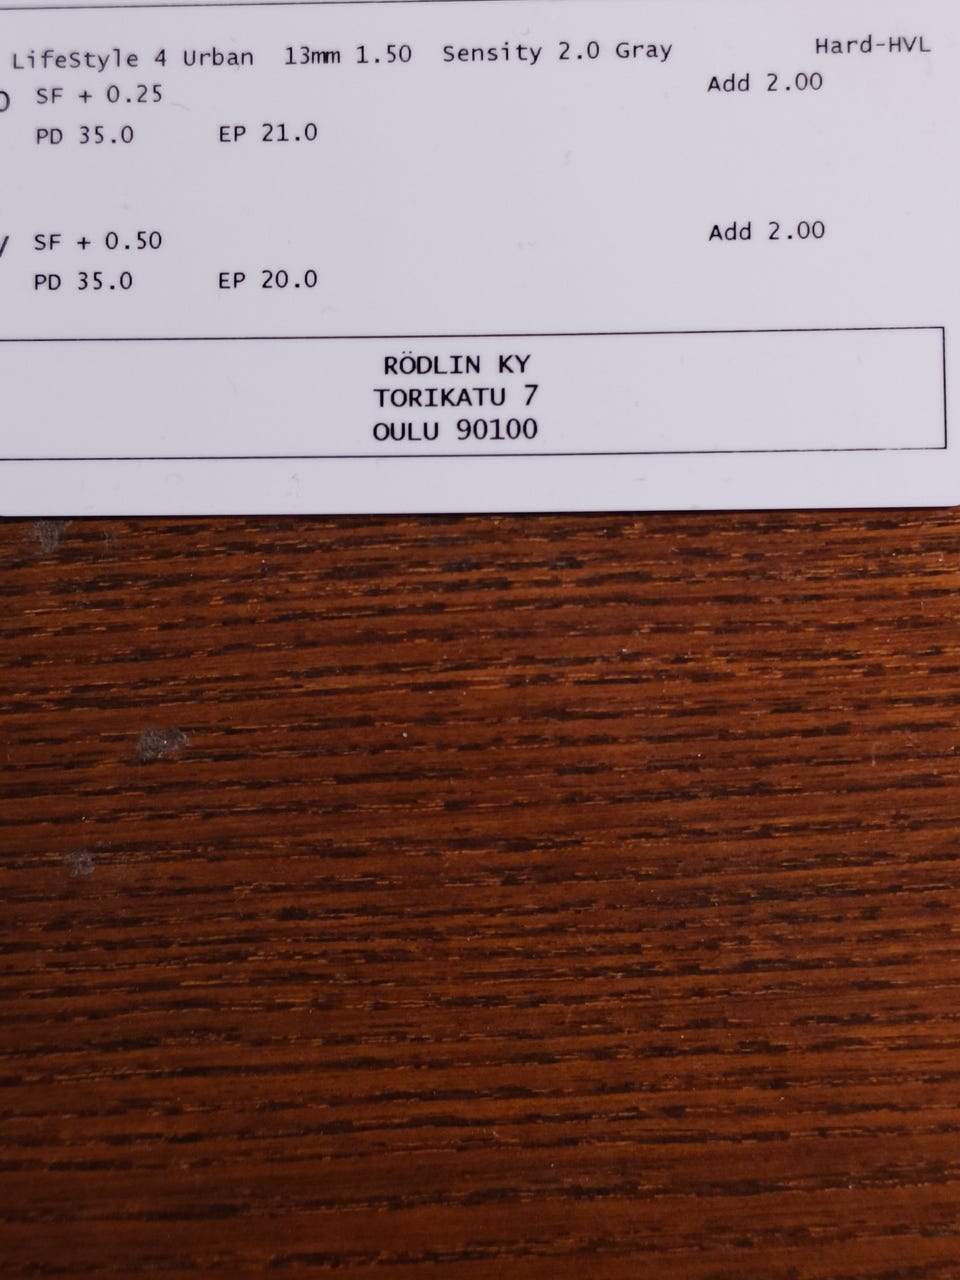 LifeStyle 4 Urban 13mm 1.50 Sensity 2.0 Gray Hard-HVL
SF + 0.25 Add 2.00
PD 35.0 EP 21.0
SF + 0.50 Add 2.00
PD 35.0 EP 20.0
RÖDLIN KY
TORIKATU 7
OULU 90100